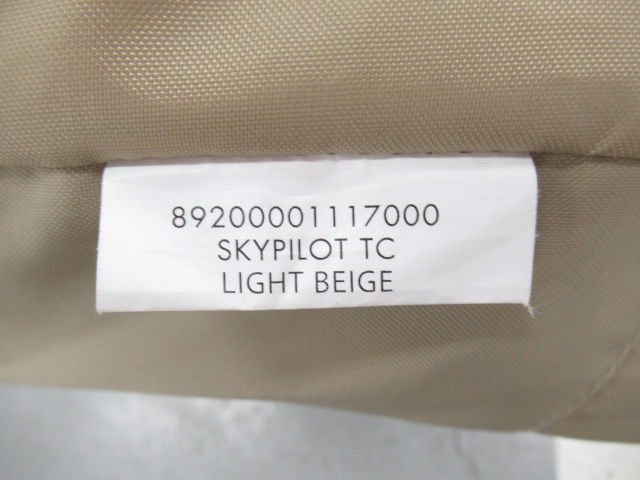 89200001117000
SKYPILOT TC
LIGHT BEIGE